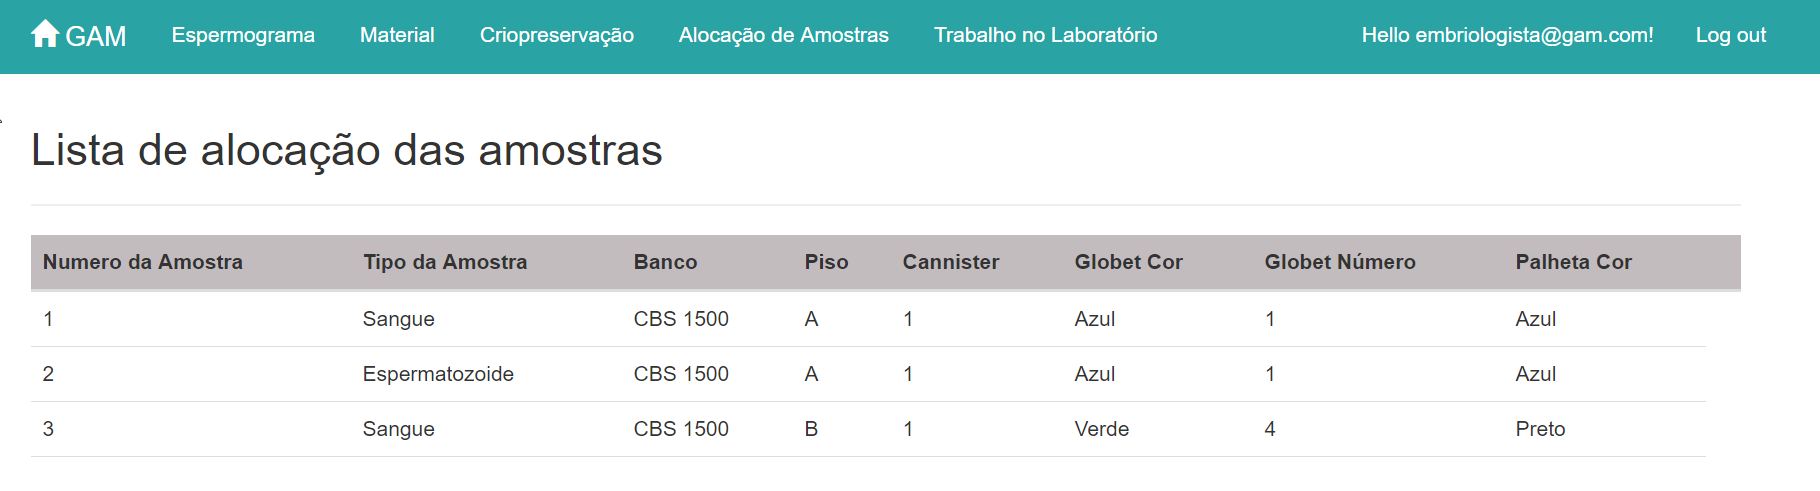 GAM Espermograma Material Criopreservação Alocação de Amostras Trabalho no Laboratório Hello embriologista@gam.com! Log out
Lista de alocação das amostras
Numero da Amostra Tipo da Amostra Banco Piso Cannister Globet Cor Globet Número Palheta Cor
1 Sangue CBS 1500 A 1 Azul 1 Azul
2 Espermatozoide CBS 1500 A 1 Azul 1 Azul
3 Sangue CBS 1500 B 1 Verde 4 Preto